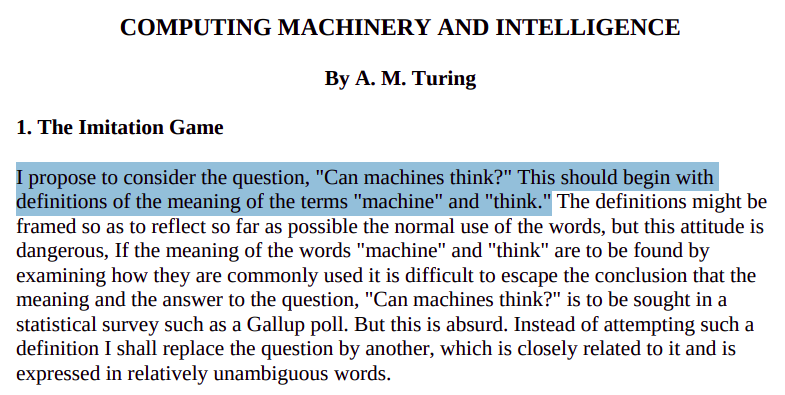 COMPUTING MACHINERY AND INTELLIGENCE
By A. M. Turing
1. The Imitation Game
I propose to consider the question, "Can machines think?" This should begin with
definitions of the meaning of the terms "machine" and "think." The definitions might be
framed so as to reflect so far as possible the normal use of the words, but this attitude is
dangerous, If the meaning of the words "machine" and "think" are to be found by
examining how they are commonly used it is difficult to escape the conclusion that the
meaning and the answer to the question, "Can machines think?" is to be sought in a
statistical survey such as a Gallup poll. But this is absurd. Instead of attempting such a
definition I shall replace the question by another, which is closely related to it and is
expressed in relatively unambiguous words.